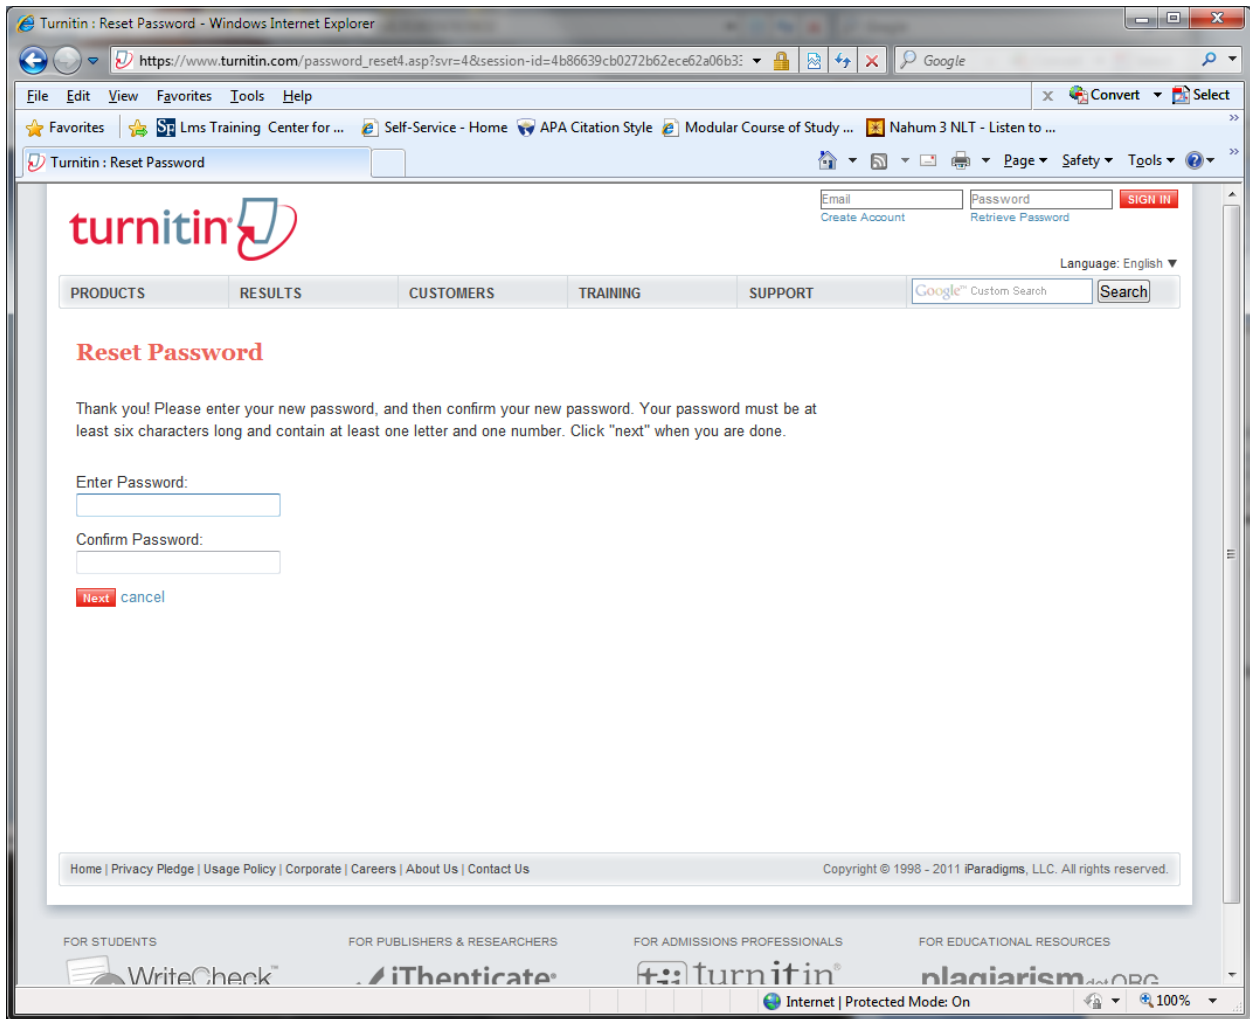 Turnitin : Reset Password - Windows Internet Explorer
https://www.turnitin.com/password_reset4.asp?svr=4&session-id=4b86639cb0272b62ece62a06b3 Google
File Edit View Favorites Tools Help x Convert Select
Favorites Lms Training Center for ... Self-Service - Home APA Citation Style Modular Course of Study ... Nahum 3 NLT - Listen to ...
Turnitin : Reset Password Page Safety Tools
turnitin
Email Password SIGN IN
Create Account Retrieve Password
Language: English ▼
PRODUCTS RESULTS CUSTOMERS TRAINING SUPPORT Google™ Custom Search Search
Reset Password
Thank you! Please enter your new password, and then confirm your new password. Your password must be at
least six characters long and contain at least one letter and one number. Click "next" when you are done.
Enter Password:
Confirm Password:
Next cancel
Home | Privacy Pledge | Usage Policy | Corporate | Careers | About Us | Contact Us Copyright © 1998 - 2011 iParadigms, LLC. All rights reserved.
FOR STUDENTS FOR PUBLISHERS & RESEARCHERS FOR ADMISSIONS PROFESSIONALS FOR EDUCATIONAL RESOURCES
WriteCheck™ iThenticate® turnitin® plagiarism dot ORG
Internet | Protected Mode: On 100%